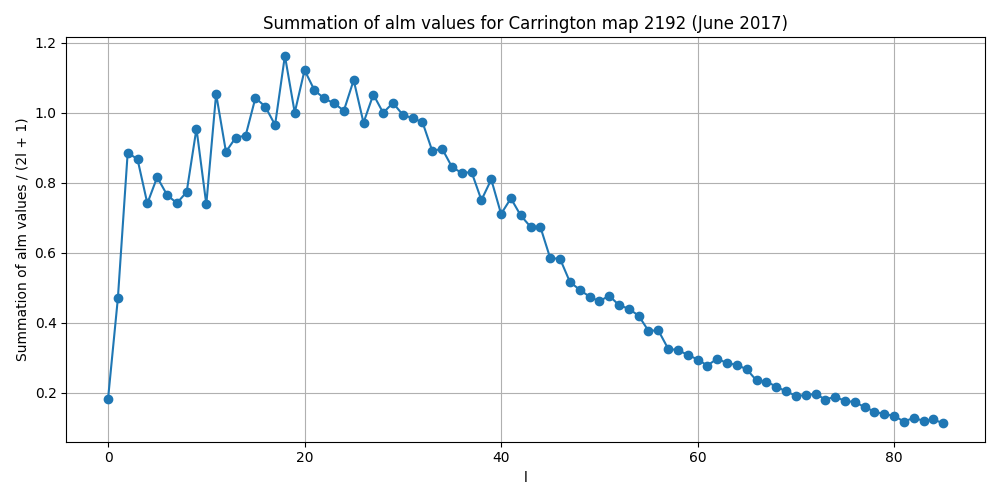 Summation of alm values for Carrington map 2192 (June 2017)
Summation of alm values / (2l + 1)
1.2
1.0
0.8
0.6
0.4
0.2
0 20 40 60 80
l